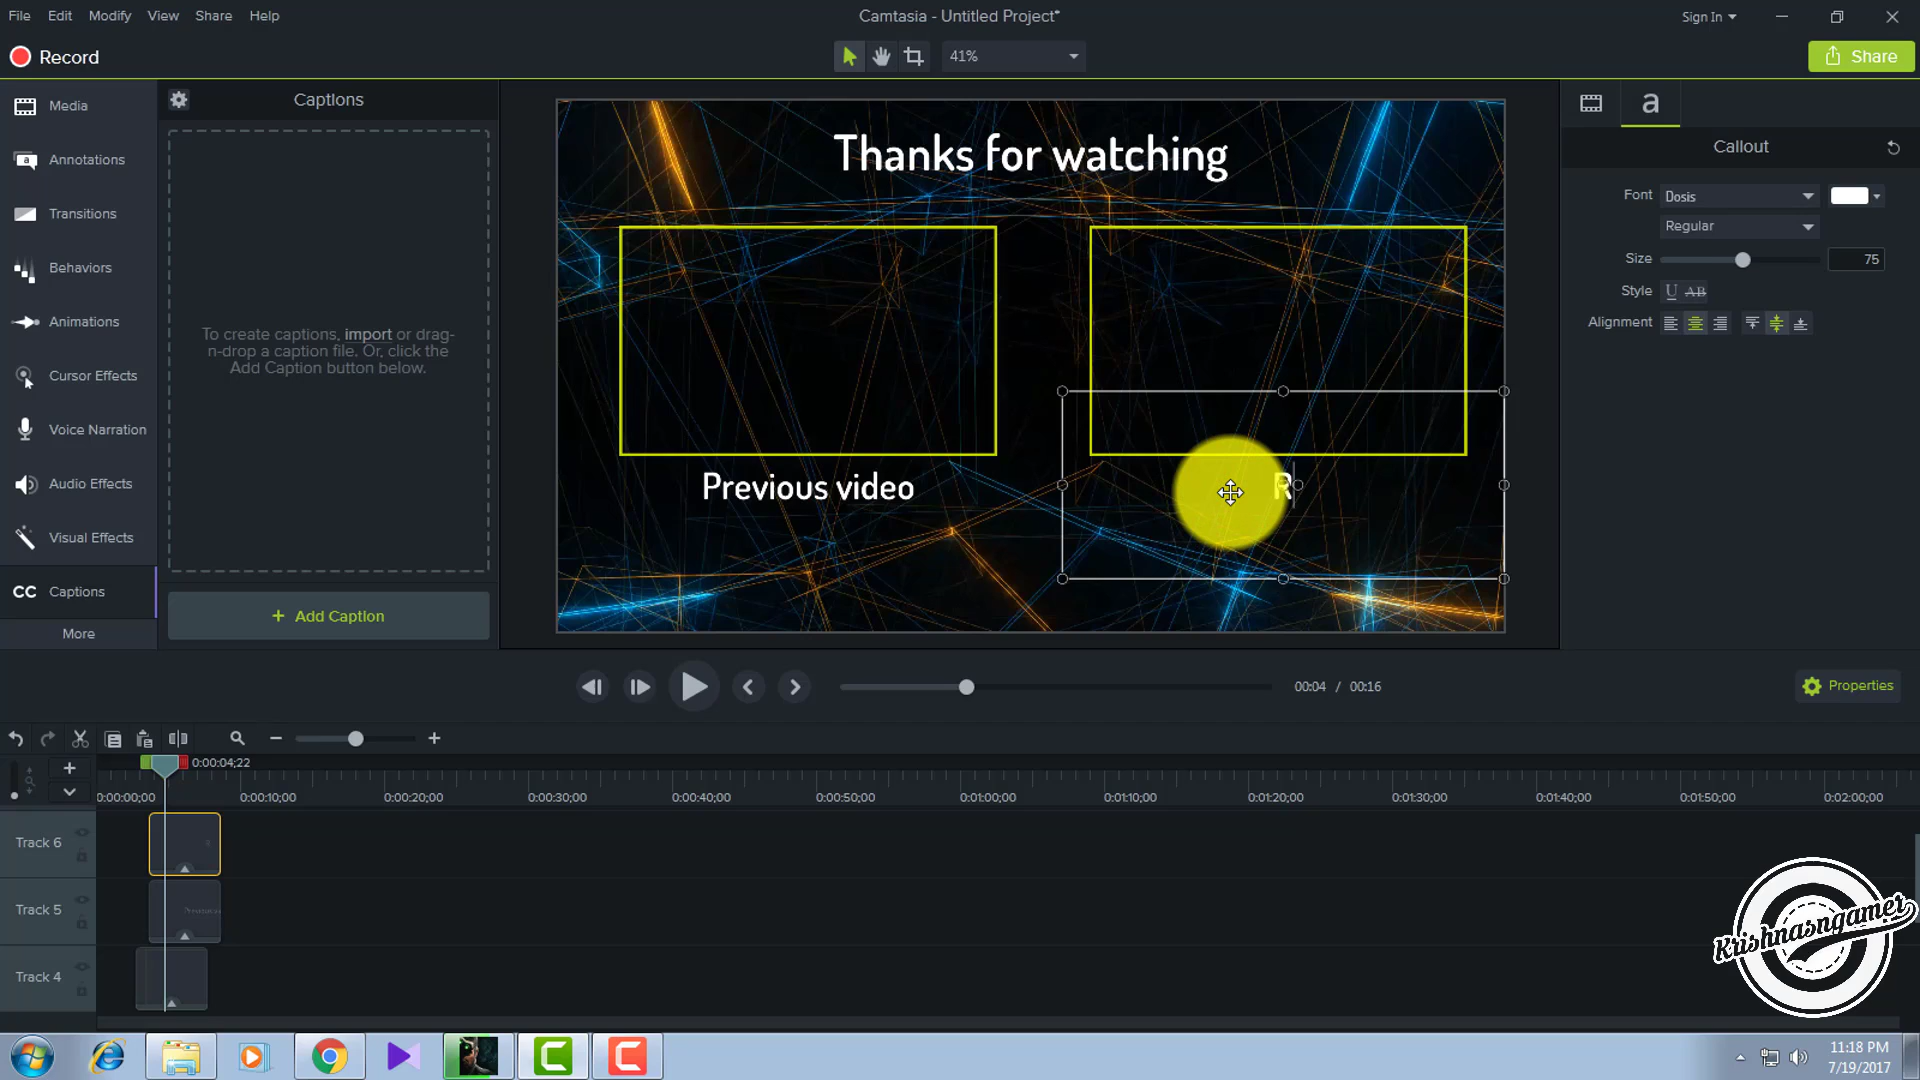 File Edit Modify View Share Help
Camtasia - Untitled Project*
Sign In
Record
41%
Share
Media
Annotations
Transitions
Behaviors
Animations
Cursor Effects
Voice Narration
Audio Effects
Visual Effects
CC Captions
More
Captions
To create captions, import or drag-
n-drop a caption file. Or, click the
Add Caption button below.
+ Add Caption
Thanks for watching
Previous video
R
a
Callout
Font Dosis
Regular
Size 75
Style U AB
Alignment
00:04 / 00:16
Properties
0:00:04;22
0:00:00;00 0:00:10;00 0:00:20;00 0:00:30;00 0:00:40;00 0:00:50;00 0:01:00;00 0:01:10;00 0:01:20;00 0:01:30;00 0:01:40;00 0:01:50;00 0:02:00;00
Track 6
Track 5
Track 4
Krishnasngamer
11:18 PM
7/19/2017